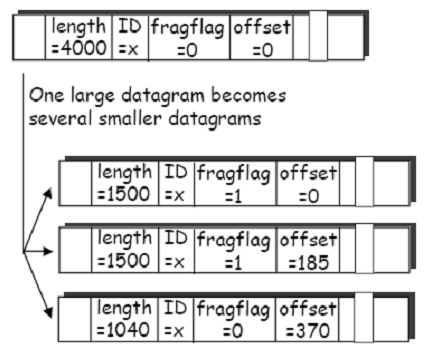 length ID fragflag offset
=4000 =x =0 =0
One large datagram becomes
several smaller datagrams
length ID fragflag offset
=1500 =x =1 =0
length ID fragflag offset
=1500 =x =1 =185
length ID fragflag offset
=1040 =x =0 =370